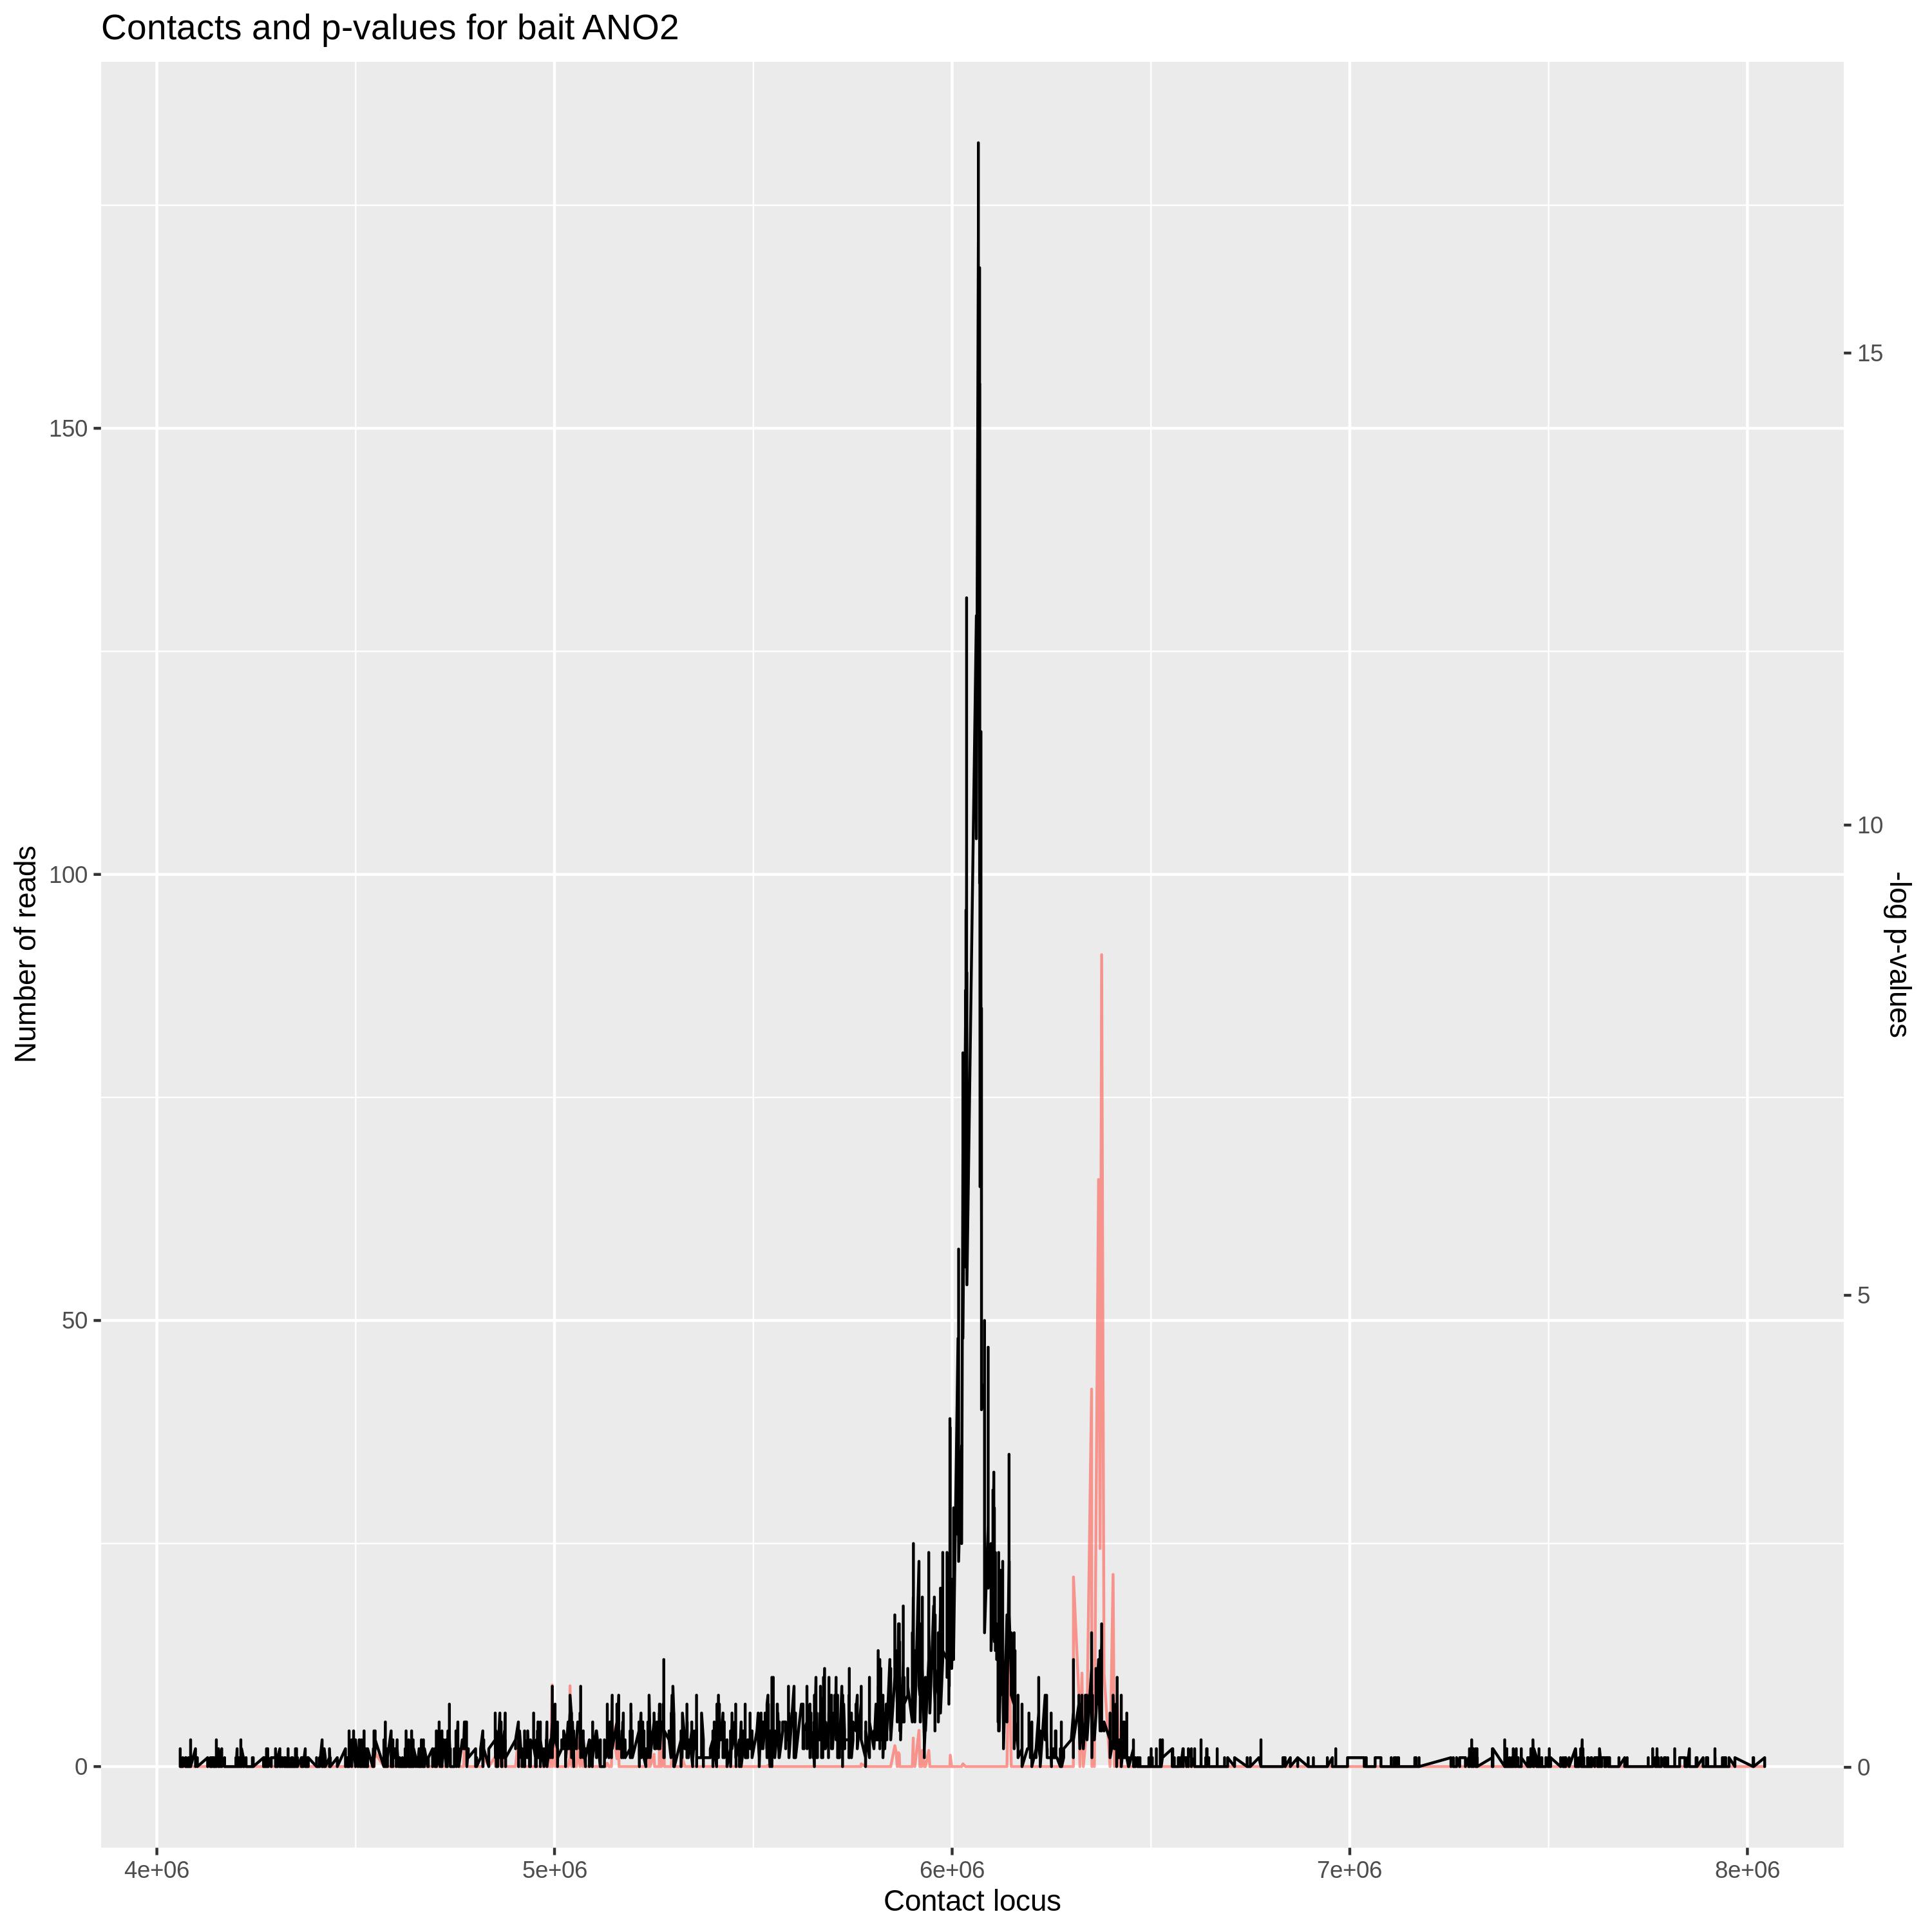 Contacts and p-values for bait ANO2
150
100
50
0
Number of reads
15
10
5
0
-log p-values
4e+06
5e+06
6e+06
7e+06
8e+06
Contact locus